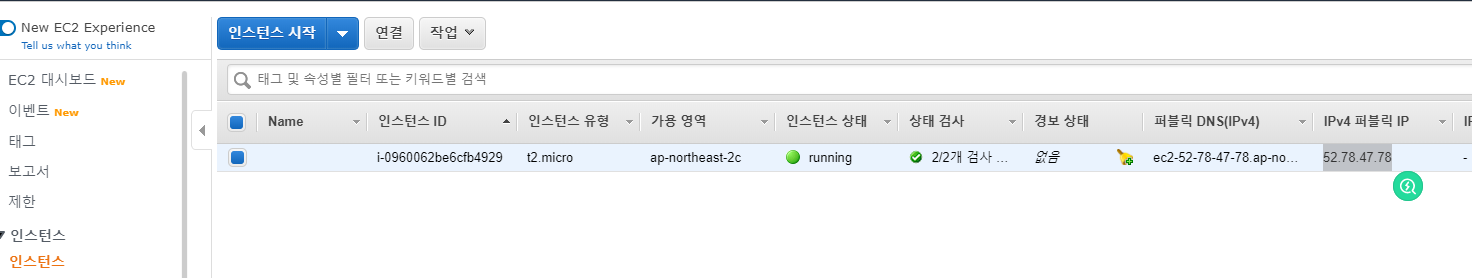 New EC2 Experience
Tell us what you think
EC2 대시보드 New
이벤트 New
태그
보고서
제한
인스턴스
인스턴스
인스턴스 시작 연결 작업
태그 및 속성별 필터 또는 키워드별 검색
Name 인스턴스 ID 인스턴스 유형 가용 영역 인스턴스 상태 상태 검사 경보 상태 퍼블릭 DNS(IPv4) IPv4 퍼블릭 IP
i-0960062be6cfb4929 t2.micro ap-northeast-2c running 2/2개 검사 ... 없음 ec2-52-78-47-78.ap-no... 52.78.47.78 -